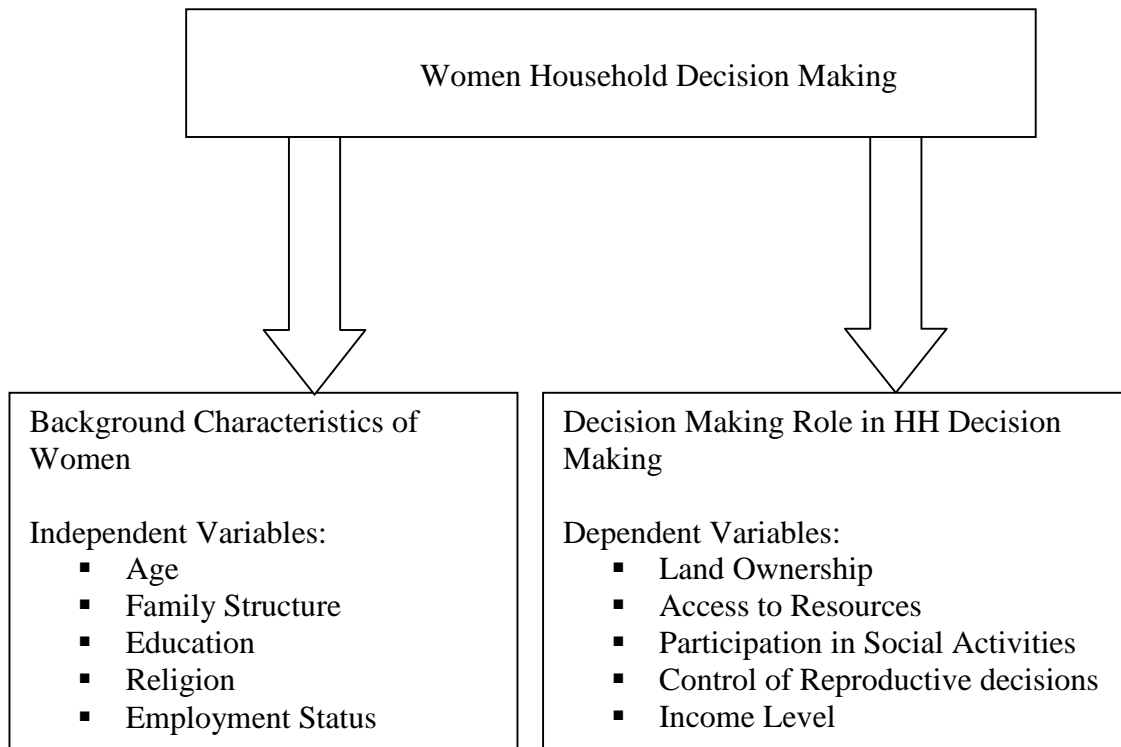 Women Household Decision Making
Background Characteristics of
Women
Independent Variables:
▪ Age
▪ Family Structure
▪ Education
▪ Religion
▪ Employment Status
Decision Making Role in HH Decision
Making
Dependent Variables:
▪ Land Ownership
▪ Access to Resources
▪ Participation in Social Activities
▪ Control of Reproductive decisions
▪ Income Level